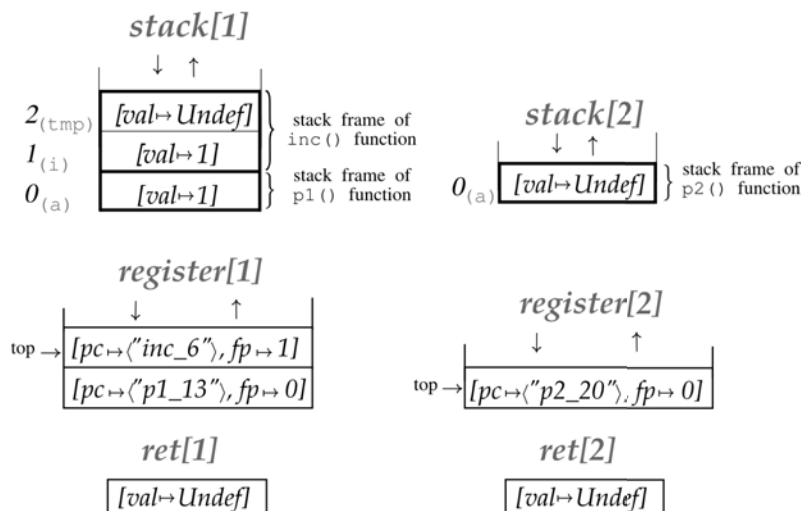 stack[1]
↓ ↑
2(tmp) [val↦Undef] stack frame of
inc() function
1(i) [val↦1]
0(a) [val↦1] stack frame of
p1() function
stack[2]
↓ ↑
0(a) [val↦Undef] stack frame of
p2() function
register[1]
↓ ↑
top → [pc↦⟨"inc_6"⟩, fp↦1]
[pc↦⟨"p1_13"⟩, fp↦0]
register[2]
↓ ↑
top → [pc↦⟨"p2_20"⟩, fp↦0]
ret[1]
[val↦Undef]
ret[2]
[val↦Undef]